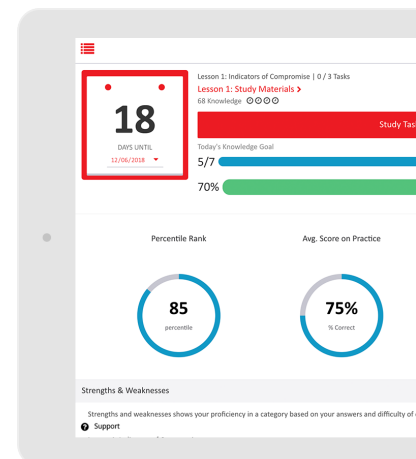 Lesson 1: Indicators of Compromise | 0 / 3 Tasks
Lesson 1: Study Materials >
68 Knowledge
Study Tas
18
DAYS UNTIL
12/06/2018
Today's Knowledge Goal
5/7
70%
Percentile Rank
Avg. Score on Practice
85
percentile
75%
% Correct
Strengths & Weaknesses
Strengths and weaknesses shows your proficiency in a category based on your answers and difficulty of
? Support